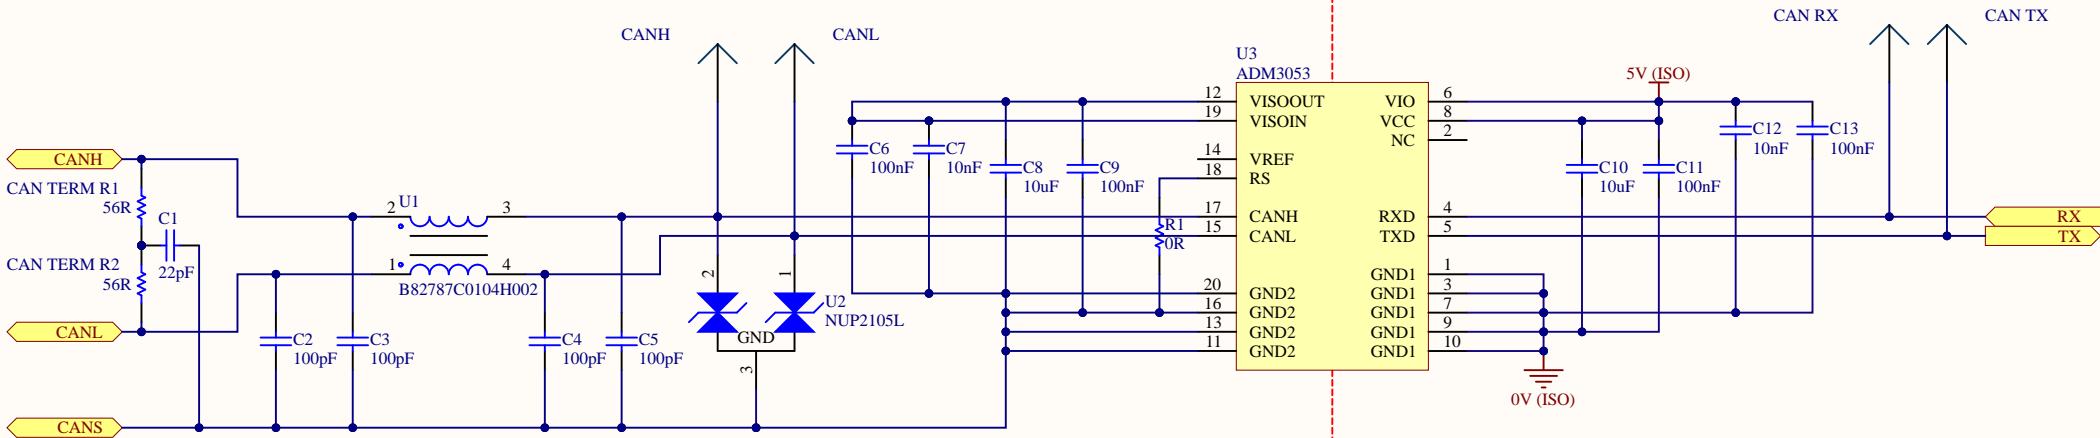 CANH
CANL
CAN RX
CAN TX
U3
ADM3053
5V (ISO)
12 VISOOUT VIO 6
19 VISOIN VCC 8
NC 2
14 VREF
18 RS
17 CANH RXD 4
15 CANL TXD 5
GND1 1
20 GND2 GND1 3
16 GND2 GND1 7
13 GND2 GND1 9
11 GND2 GND1 10
C6
100nF
C7
10nF
C8
10uF
C9
100nF
C10
10uF
C11
100nF
C12
10nF
C13
100nF
CANH
CAN TERM R1
56R
C1
22pF
CAN TERM R2
56R
CANL
2 U1 3
1 4
B82787C0104H002
R1
0R
RX
TX
2
1
U2
NUP2105L
GND
3
C2
100pF
C3
100pF
C4
100pF
C5
100pF
0V (ISO)
CANS